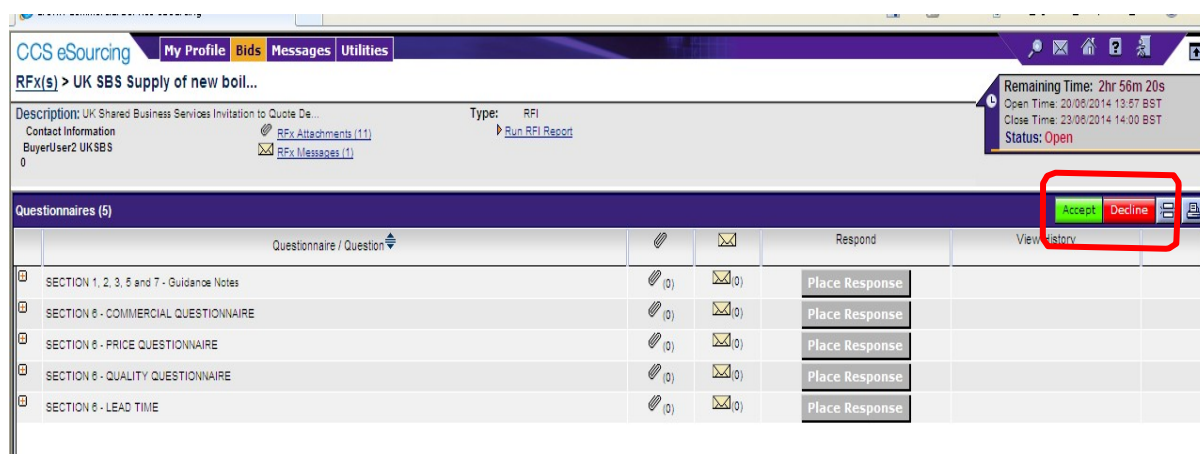 CCS eSourcing My Profile Bids Messages Utilities
RFx(s) > UK SBS Supply of new boil...
Remaining Time: 2hr 56m 20s
Open Time: 20/06/2014 13:57 BST
Close Time: 23/06/2014 14:00 BST
Status: Open
Description: UK Shared Business Services Invitation to Quote De... Type: RFI
Contact Information RFx Attachments (11) Run RFI Report
BuyerUser2 UKSBS RFx Messages (1)
0
Questionnaires (5) Accept Decline
Questionnaire / Question Respond View History
SECTION 1, 2, 3, 5 and 7 - Guidance Notes (0) (0) Place Response
SECTION 6 - COMMERCIAL QUESTIONNAIRE (0) (0) Place Response
SECTION 6 - PRICE QUESTIONNAIRE (0) (0) Place Response
SECTION 6 - QUALITY QUESTIONNAIRE (0) (0) Place Response
SECTION 6 - LEAD TIME (0) (0) Place Response